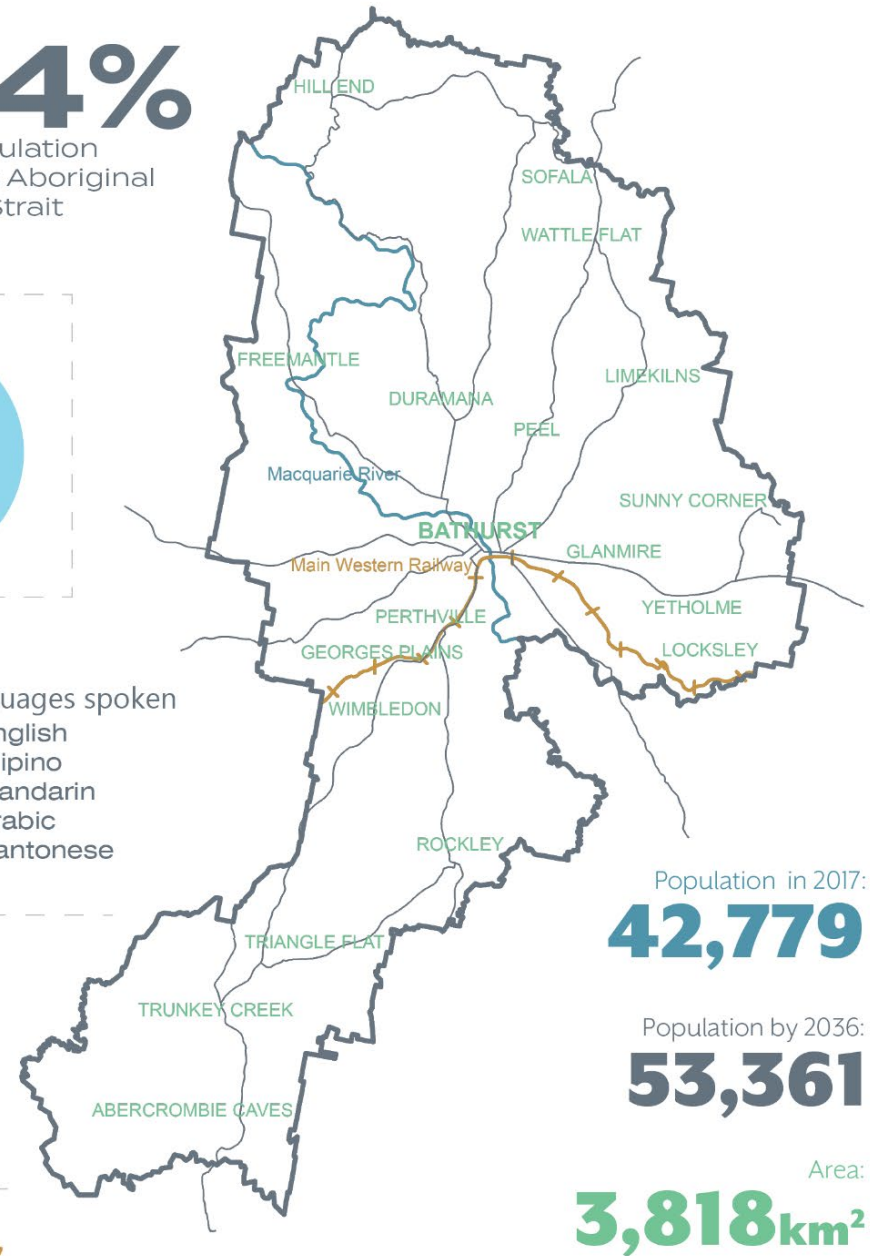 4%
ulation
Aboriginal
Strait
uages spoken
nglish
ipino
andarin
rabic
antonese
HILL END
SOFALA
WATTLE FLAT
FREEMANTLE
LIMEKILNS
DURAMANA
PEEL
Macquarie River
SUNNY CORNER
BATHURST
GLANMIRE
Main Western Railway
YETHOLME
PERTHVILLE
GEORGES PLAINS
LOCKSLEY
WIMBLEDON
ROCKLEY
TRIANGLE FLAT
TRUNKEY CREEK
ABERCROMBIE CAVES
Population in 2017:
42,779
Population by 2036:
53,361
Area:
3,818km²